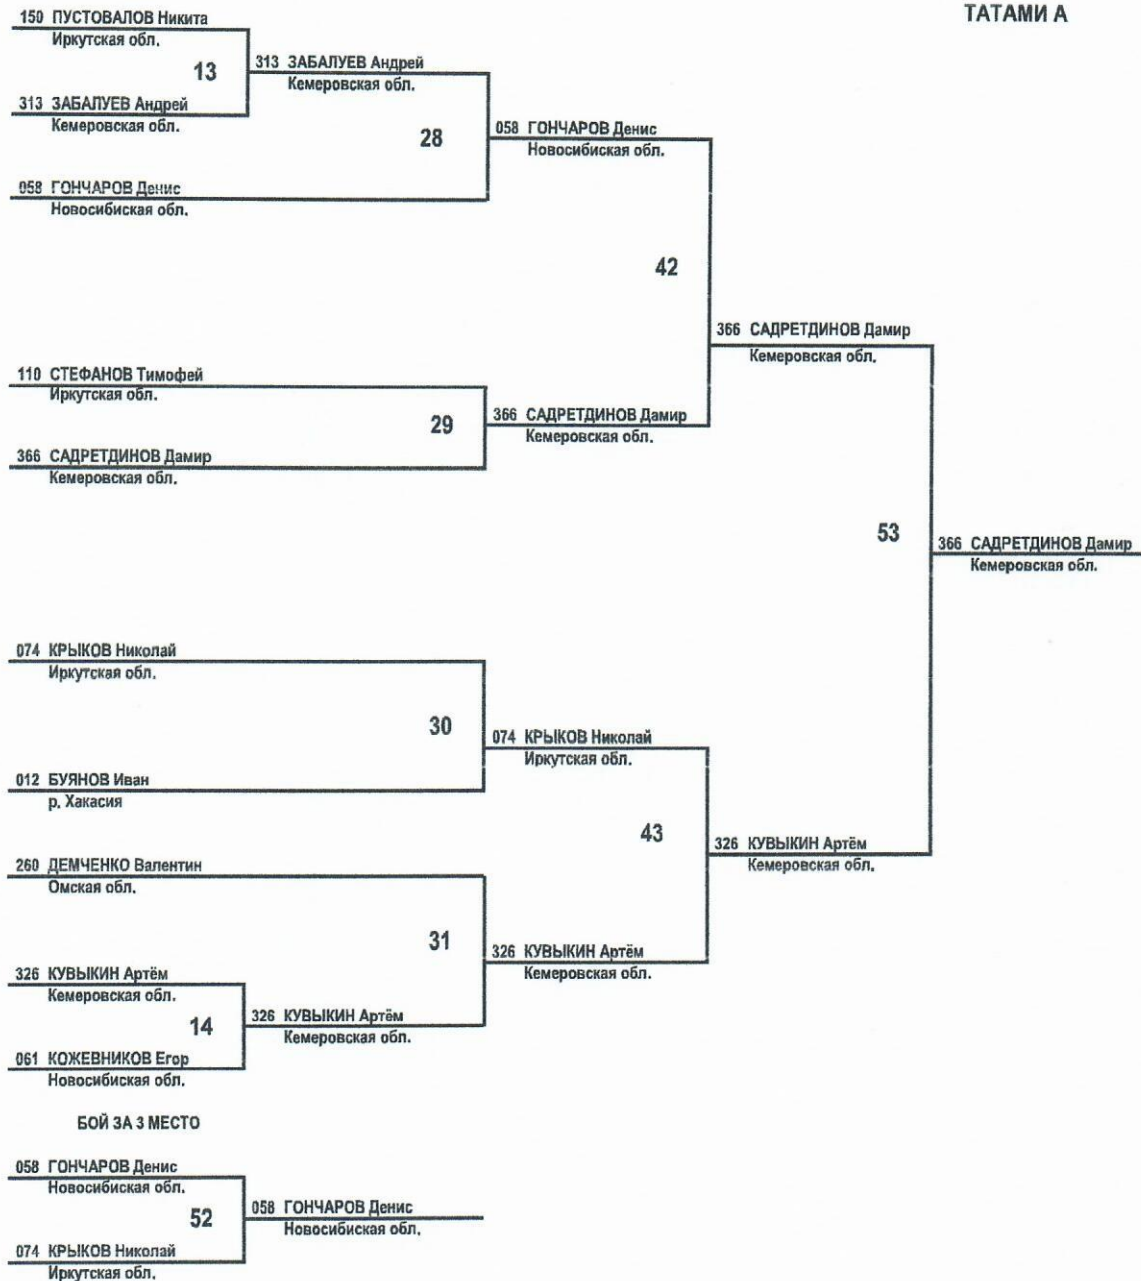 ТАТАМИ А
150 ПУСТОВАЛОВ Никита
Иркутская обл.
13
313 ЗАБАЛУЕВ Андрей
Кемеровская обл.
313 ЗАБАЛУЕВ Андрей
Кемеровская обл.
28
058 ГОНЧАРОВ Денис
Новосибиская обл.
058 ГОНЧАРОВ Денис
Новосибиская обл.
42
366 САДРЕТДИНОВ Дамир
Кемеровская обл.
110 СТЕФАНОВ Тимофей
Иркутская обл.
29
366 САДРЕТДИНОВ Дамир
Кемеровская обл.
366 САДРЕТДИНОВ Дамир
Кемеровская обл.
53
366 САДРЕТДИНОВ Дамир
Кемеровская обл.
074 КРЫКОВ Николай
Иркутская обл.
30
074 КРЫКОВ Николай
Иркутская обл.
012 БУЯНОВ Иван
р. Хакасия
43
326 КУВЫКИН Артём
Кемеровская обл.
260 ДЕМЧЕНКО Валентин
Омская обл.
31
326 КУВЫКИН Артём
Кемеровская обл.
326 КУВЫКИН Артём
Кемеровская обл.
14
326 КУВЫКИН Артём
Кемеровская обл.
061 КОЖЕВНИКОВ Егор
Новосибиская обл.
БОЙ ЗА 3 МЕСТО
058 ГОНЧАРОВ Денис
Новосибиская обл.
52
058 ГОНЧАРОВ Денис
Новосибиская обл.
074 КРЫКОВ Николай
Иркутская обл.